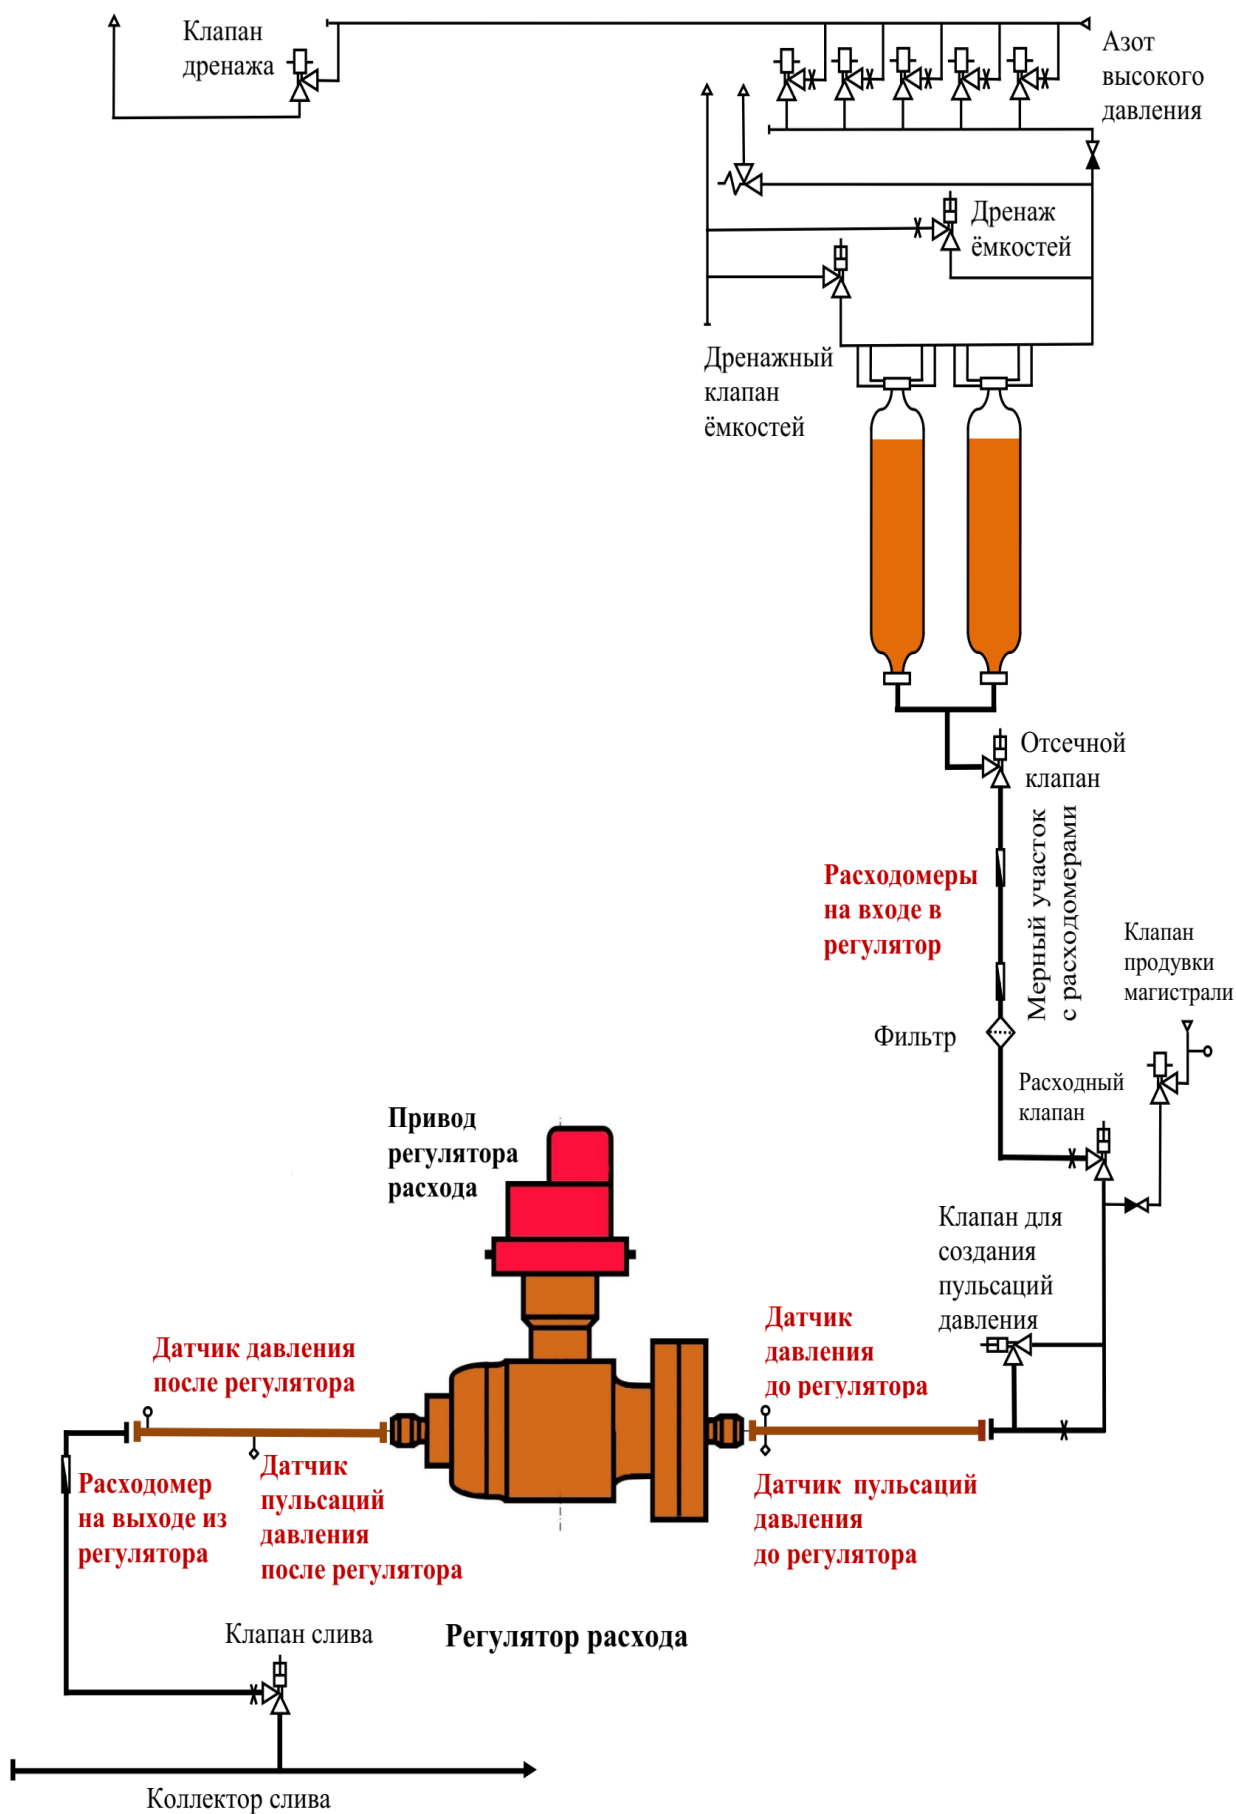 Клапан
дренажа
Азот
высокого
давления
Дренаж
ёмкостей
Дренажный
клапан
ёмкостей
Отсечной
клапан
Мерный участок
с расходомерами
Расходомеры
на входе в
регулятор
Клапан
продувки
магистрали
Фильтр
Расходный
клапан
Привод
регулятора
расхода
Клапан для
создания
пульсаций
давления
Датчик
давления
до регулятора
Датчик давления
после регулятора
Расходомер
на выходе из
регулятора
Датчик
пульсаций
давления
после регулятора
Датчик пульсаций
давления
до регулятора
Клапан слива
Регулятор расхода
Коллектор слива